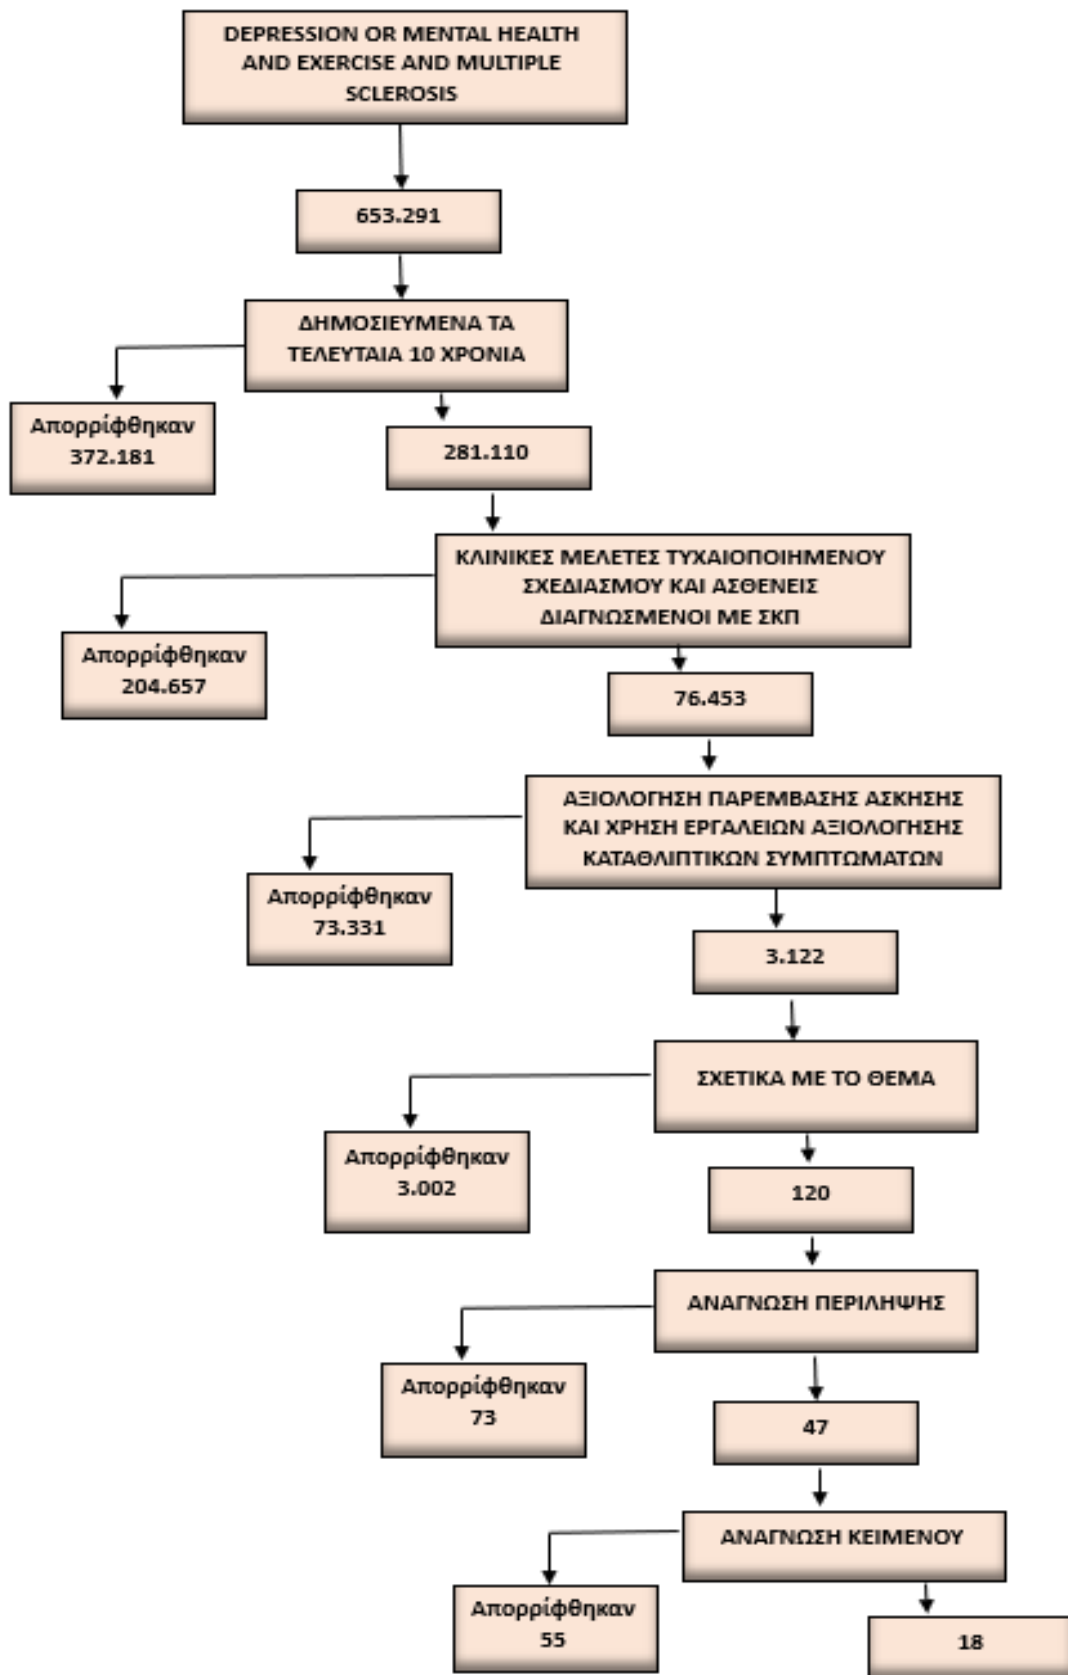 DEPRESSION OR MENTAL HEALTH
AND EXERCISE AND MULTIPLE
SCLEROSIS
653.291
ΔΗΜΟΣΙΕΥΜΕΝΑ ΤΑ
ΤΕΛΕΥΤΑΙΑ 10 ΧΡΟΝΙΑ
Απορρίφθηκαν
372.181
281.110
ΚΛΙΝΙΚΕΣ ΜΕΛΕΤΕΣ ΤΥΧΑΙΟΠΟΙΗΜΕΝΟΥ
ΣΧΕΔΙΑΣΜΟΥ ΚΑΙ ΑΣΘΕΝΕΙΣ
ΔΙΑΓΝΩΣΜΕΝΟΙ ΜΕ ΣΚΠ
Απορρίφθηκαν
204.657
76.453
ΑΞΙΟΛΟΓΗΣΗ ΠΑΡΕΜΒΑΣΗΣ ΑΣΚΗΣΗΣ
ΚΑΙ ΧΡΗΣΗ ΕΡΓΑΛΕΙΩΝ ΑΞΙΟΛΟΓΗΣΗΣ
ΚΑΤΑΘΛΙΠΤΙΚΩΝ ΣΥΜΠΤΩΜΑΤΩΝ
Απορρίφθηκαν
73.331
3.122
ΣΧΕΤΙΚΑ ΜΕ ΤΟ ΘΕΜΑ
Απορρίφθηκαν
3.002
120
ΑΝΑΓΝΩΣΗ ΠΕΡΙΛΗΨΗΣ
Απορρίφθηκαν
73
47
ΑΝΑΓΝΩΣΗ ΚΕΙΜΕΝΟΥ
Απορρίφθηκαν
55
18